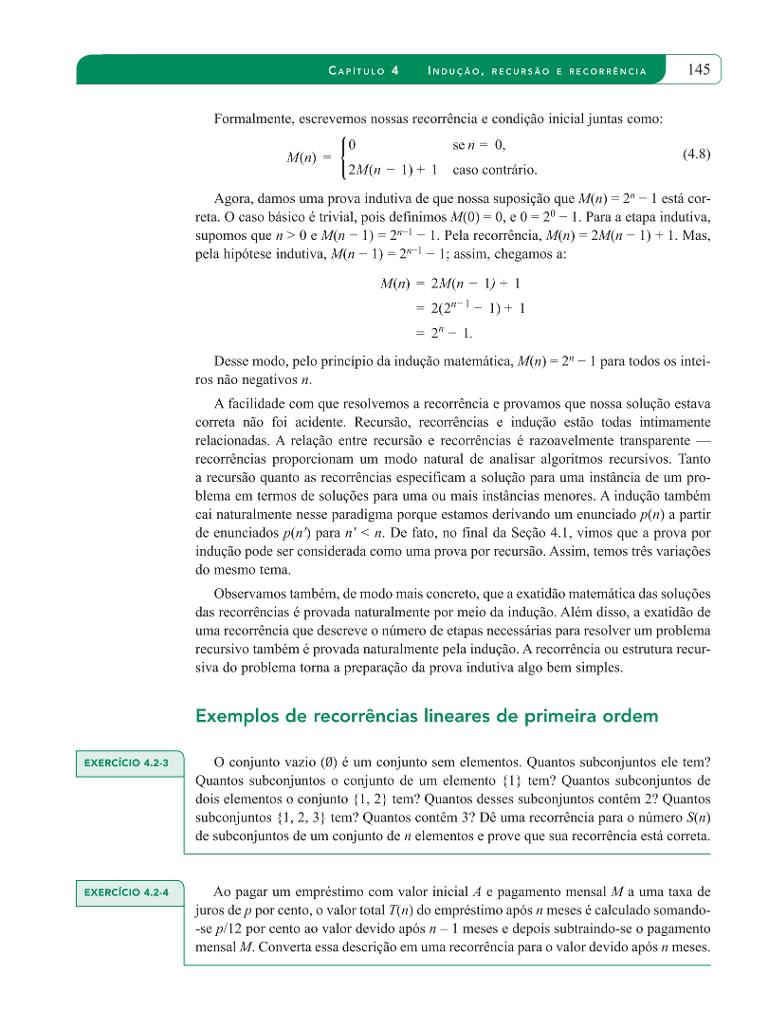 CAPÍTULO 4 INDUÇÃO, RECURSÃO E RECORRÊNCIA 145
Formalmente, escrevemos nossas recorrência e condição inicial juntas como:
M(n) = {0 se n = 0,
2M(n − 1) + 1 caso contrário. (4.8)
Agora, damos uma prova indutiva de que nossa suposição que M(n) = 2ⁿ − 1 está cor-
reta. O caso básico é trivial, pois definimos M(0) = 0, e 0 = 2⁰ − 1. Para a etapa indutiva,
supomos que n > 0 e M(n − 1) = 2ⁿ⁻¹ − 1. Pela recorrência, M(n) = 2M(n − 1) + 1. Mas,
pela hipótese indutiva, M(n − 1) = 2ⁿ⁻¹ − 1; assim, chegamos a:
M(n) = 2M(n − 1) + 1
= 2(2ⁿ⁻¹ − 1) + 1
= 2ⁿ − 1.
Desse modo, pelo princípio da indução matemática, M(n) = 2ⁿ − 1 para todos os intei-
ros não negativos n.
A facilidade com que resolvemos a recorrência e provamos que nossa solução estava
correta não foi acidente. Recursão, recorrências e indução estão todas intimamente
relacionadas. A relação entre recursão e recorrências é razoavelmente transparente —
recorrências proporcionam um modo natural de analisar algoritmos recursivos. Tanto
a recursão quanto as recorrências especificam a solução para uma instância de um pro-
blema em termos de soluções para uma ou mais instâncias menores. A indução também
cai naturalmente nesse paradigma porque estamos derivando um enunciado p(n) a partir
de enunciados p(n′) para n′ < n. De fato, no final da Seção 4.1, vimos que a prova por
indução pode ser considerada como uma prova por recursão. Assim, temos três variações
do mesmo tema.
Observamos também, de modo mais concreto, que a exatidão matemática das soluções
das recorrências é provada naturalmente por meio da indução. Além disso, a exatidão de
uma recorrência que descreve o número de etapas necessárias para resolver um problema
recursivo também é provada naturalmente pela indução. A recorrência ou estrutura recur-
siva do problema torna a preparação da prova indutiva algo bem simples.
Exemplos de recorrências lineares de primeira ordem
EXERCÍCIO 4.2-3
O conjunto vazio (∅) é um conjunto sem elementos. Quantos subconjuntos ele tem?
Quantos subconjuntos o conjunto de um elemento {1} tem? Quantos subconjuntos de
dois elementos o conjunto {1, 2} tem? Quantos desses subconjuntos contêm 2? Quantos
subconjuntos {1, 2, 3} tem? Quantos contêm 3? Dê uma recorrência para o número S(n)
de subconjuntos de um conjunto de n elementos e prove que sua recorrência está correta.
EXERCÍCIO 4.2-4
Ao pagar um empréstimo com valor inicial A e pagamento mensal M a uma taxa de
juros de p por cento, o valor total T(n) do empréstimo após n meses é calculado somando-
-se p/12 por cento ao valor devido após n – 1 meses e depois subtraindo-se o pagamento
mensal M. Converta essa descrição em uma recorrência para o valor devido após n meses.